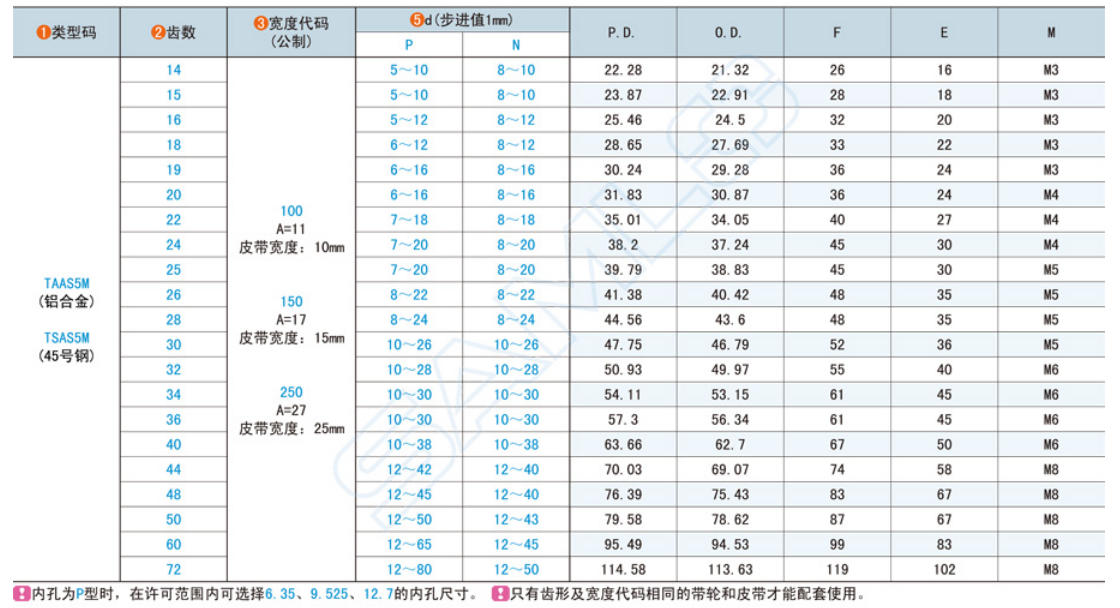 ❶类型码 ❷齿数 ❸宽度代码(公制) ❺d(步进值1mm) P.D. O.D. F E M
P N
14 5～10 8～10 22.28 21.32 26 16 M3
15 5～10 8～10 23.87 22.91 28 18 M3
16 5～12 8～12 25.46 24.5 32 20 M3
18 6～12 8～12 28.65 27.69 33 22 M3
19 6～16 8～16 30.24 29.28 36 24 M3
20 6～16 8～16 31.83 30.87 36 24 M4
22 7～18 8～18 35.01 34.05 40 27 M4
24 7～20 8～20 38.2 37.24 45 30 M4
25 7～20 8～20 39.79 38.83 45 30 M5
26 8～22 8～22 41.38 40.42 48 35 M5
28 8～24 8～24 44.56 43.6 48 35 M5
30 10～26 10～26 47.75 46.79 52 36 M5
32 10～28 10～28 50.93 49.97 55 40 M6
34 10～30 10～30 54.11 53.15 61 45 M6
36 10～30 10～30 57.3 56.34 61 45 M6
40 10～38 10～38 63.66 62.7 67 50 M6
44 12～42 12～40 70.03 69.07 74 58 M8
48 12～45 12～40 76.39 75.43 83 67 M8
50 12～50 12～43 79.58 78.62 87 67 M8
60 12～65 12～45 95.49 94.53 99 83 M8
72 12～80 12～50 114.58 113.63 119 102 M8
TAAS5M
(铝合金)
TSAS5M
(45号钢)
100
A=11
皮带宽度：10mm
150
A=17
皮带宽度：15mm
250
A=27
皮带宽度：25mm
SAMLO
内孔为P型时，在许可范围内可选择6.35、9.525、12.7的内孔尺寸。 只有齿形及宽度代码相同的带轮和皮带才能配套使用。